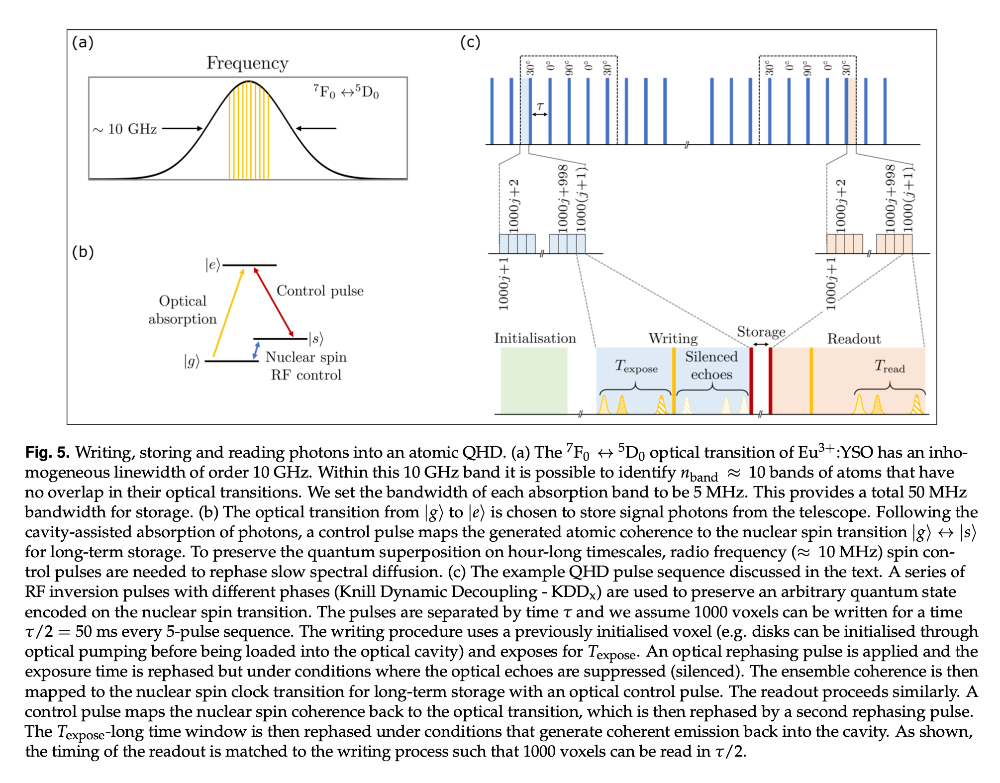 (a)
Frequency
⁷F₀ ↔⁵D₀
~ 10 GHz
(b)
|e⟩
Control pulse
Optical
absorption
|s⟩
|g⟩
Nuclear spin
RF control
(c)
30°
0°
90°
0°
30°
30°
0°
90°
0°
30°
τ
1000j+1
1000j+2
1000j+998
1000(j+1)
1000j+1
1000j+2
1000j+998
1000(j+1)
Initialisation
Writing
Storage
Readout
T_expose
Silenced
echoes
T_read
Fig. 5. Writing, storing and reading photons into an atomic QHD. (a) The ⁷F₀ ↔ ⁵D₀ optical transition of Eu³⁺:YSO has an inho-
mogeneous linewidth of order 10 GHz. Within this 10 GHz band it is possible to identify n_band ≈ 10 bands of atoms that have
no overlap in their optical transitions. We set the bandwidth of each absorption band to be 5 MHz. This provides a total 50 MHz
bandwidth for storage. (b) The optical transition from |g⟩ to |e⟩ is chosen to store signal photons from the telescope. Following the
cavity-assisted absorption of photons, a control pulse maps the generated atomic coherence to the nuclear spin transition |g⟩ ↔ |s⟩
for long-term storage. To preserve the quantum superposition on hour-long timescales, radio frequency (≈ 10 MHz) spin con-
trol pulses are needed to rephase slow spectral diffusion. (c) The example QHD pulse sequence discussed in the text. A series of
RF inversion pulses with different phases (Knill Dynamic Decoupling - KDDₓ) are used to preserve an arbitrary quantum state
encoded on the nuclear spin transition. The pulses are separated by time τ and we assume 1000 voxels can be written for a time
τ/2 = 50 ms every 5-pulse sequence. The writing procedure uses a previously initialised voxel (e.g. disks can be initialised through
optical pumping before being loaded into the optical cavity) and exposes for T_expose. An optical rephasing pulse is applied and the
exposure time is rephased but under conditions where the optical echoes are suppressed (silenced). The ensemble coherence is then
mapped to the nuclear spin clock transition for long-term storage with an optical control pulse. The readout proceeds similarly. A
control pulse maps the nuclear spin coherence back to the optical transition, which is then rephased by a second rephasing pulse.
The T_expose-long time window is then rephased under conditions that generate coherent emission back into the cavity. As shown,
the timing of the readout is matched to the writing process such that 1000 voxels can be read in τ/2.